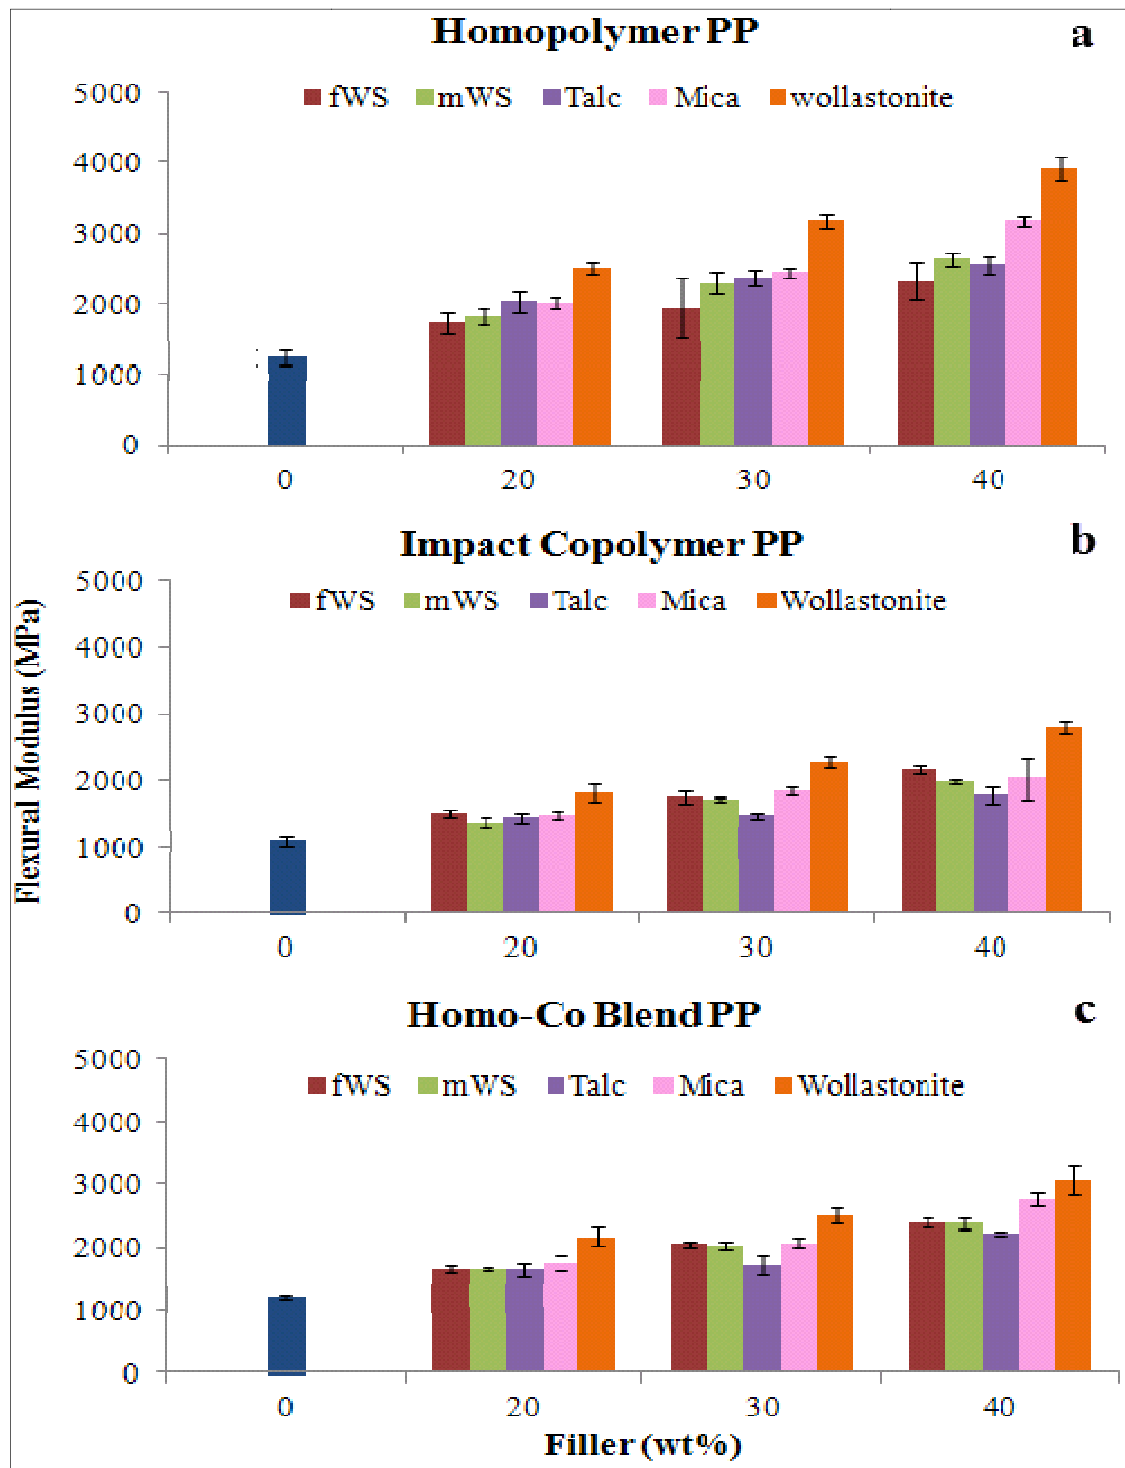 Homopolymer PP
a
fWS mWS Talc Mica wollastonite
5000
4000
3000
2000
1000
0
0 20 30 40
Impact Copolymer PP
b
fWS mWS Talc Mica Wollastonite
5000
4000
3000
2000
1000
0
0 20 30 40
Flexural Modulus (MPa)
Homo-Co Blend PP
c
fWS mWS Talc Mica Wollastonite
5000
4000
3000
2000
1000
0
0 20 30 40
Filler (wt%)